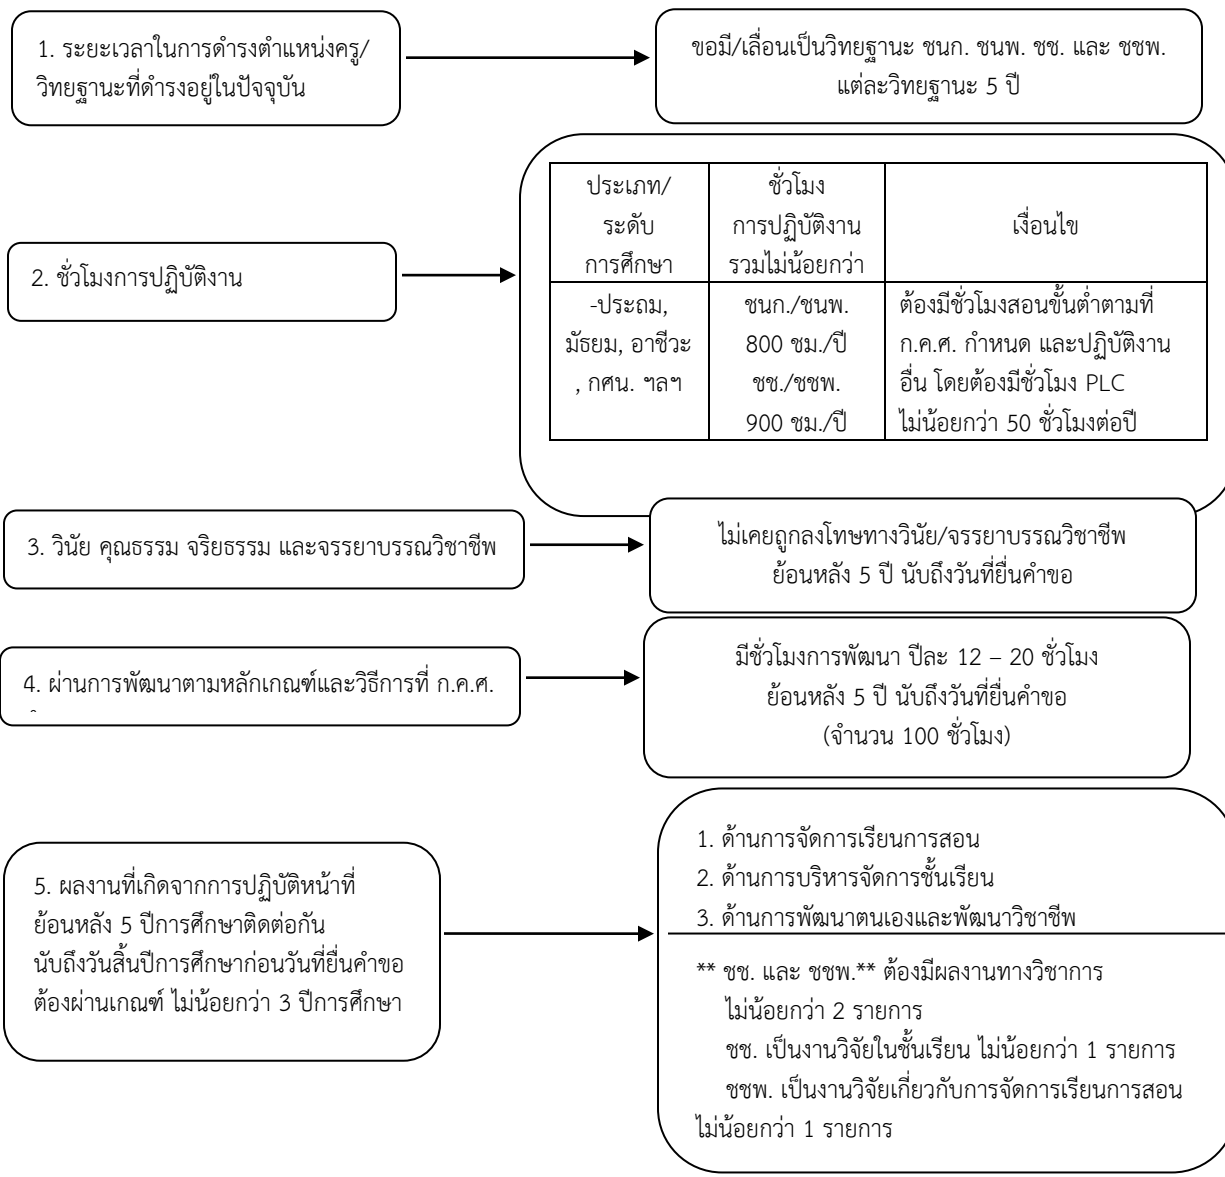 1. ระยะเวลาในการดำรงตำแหน่งครู/
วิทยฐานะที่ดำรงอยู่ในปัจจุบัน
ขอมี/เลื่อนเป็นวิทยฐานะ ชนก. ชนพ. ชช. และ ชชพ.
แต่ละวิทยฐานะ 5 ปี
2. ชั่วโมงการปฏิบัติงาน
ประเภท/
ระดับ
การศึกษา
ชั่วโมง
การปฏิบัติงาน
รวมไม่น้อยกว่า
เงื่อนไข
-ประถม,
มัธยม, อาชีวะ
, กศน. ฯลฯ
ชนก./ชนพ.
800 ชม./ปี
ชช./ชชพ.
900 ชม./ปี
ต้องมีชั่วโมงสอนขั้นต่ำตามที่
ก.ค.ศ. กำหนด และปฏิบัติงาน
อื่น โดยต้องมีชั่วโมง PLC
ไม่น้อยกว่า 50 ชั่วโมงต่อปี
3. วินัย คุณธรรม จริยธรรม และจรรยาบรรณวิชาชีพ
ไม่เคยถูกลงโทษทางวินัย/จรรยาบรรณวิชาชีพ
ย้อนหลัง 5 ปี นับถึงวันที่ยื่นคำขอ
4. ผ่านการพัฒนาตามหลักเกณฑ์และวิธีการที่ ก.ค.ศ.
มีชั่วโมงการพัฒนา ปีละ 12 – 20 ชั่วโมง
ย้อนหลัง 5 ปี นับถึงวันที่ยื่นคำขอ
(จำนวน 100 ชั่วโมง)
5. ผลงานที่เกิดจากการปฏิบัติหน้าที่
ย้อนหลัง 5 ปีการศึกษาติดต่อกัน
นับถึงวันสิ้นปีการศึกษาก่อนวันที่ยื่นคำขอ
ต้องผ่านเกณฑ์ ไม่น้อยกว่า 3 ปีการศึกษา
1. ด้านการจัดการเรียนการสอน
2. ด้านการบริหารจัดการชั้นเรียน
3. ด้านการพัฒนาตนเองและพัฒนาวิชาชีพ
** ชช. และ ชชพ.** ต้องมีผลงานทางวิชาการ
ไม่น้อยกว่า 2 รายการ
ชช. เป็นงานวิจัยในชั้นเรียน ไม่น้อยกว่า 1 รายการ
ชชพ. เป็นงานวิจัยเกี่ยวกับการจัดการเรียนการสอน
ไม่น้อยกว่า 1 รายการ